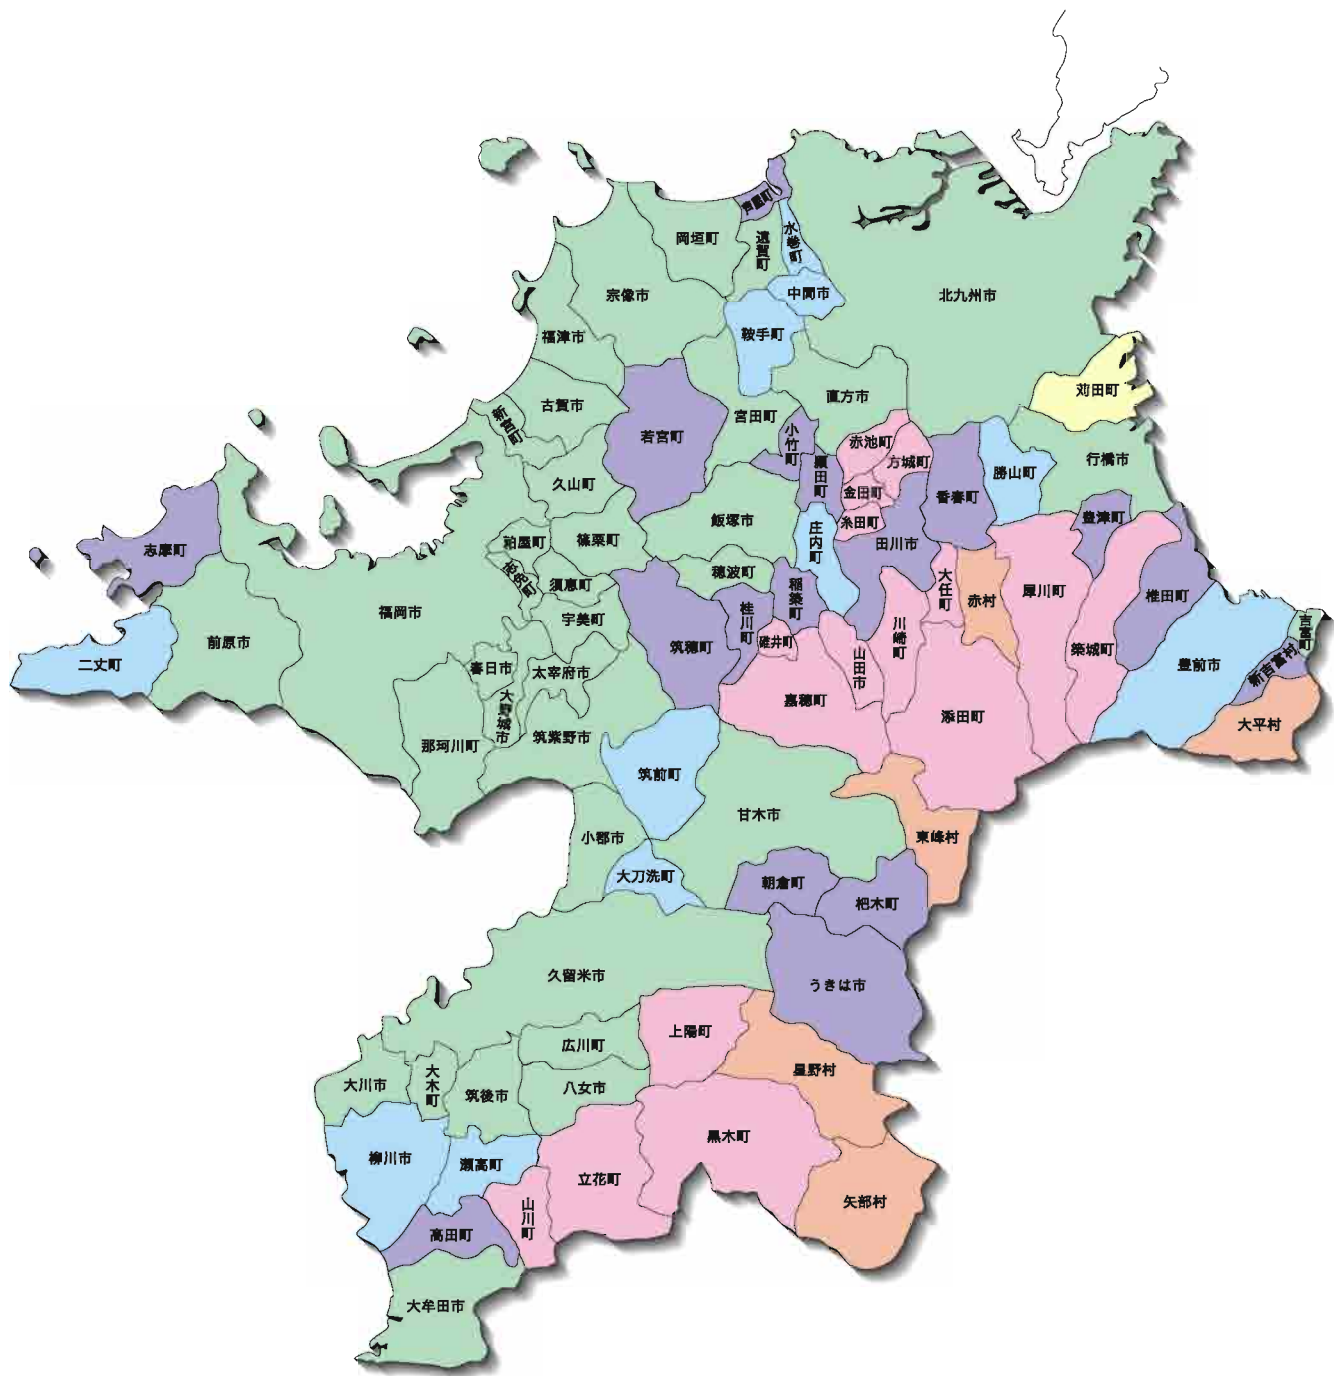 芦屋町
水巻町
岡垣町
遠賀町
中間市
北九州市
宗像市
鞍手町
福津市
苅田町
直方市
古賀市
新宮町
宮田町
若宮町
小竹町
赤池町
方城町
行橋市
勝山町
頴田町
香春町
久山町
金田町
豊津町
飯塚市
糸田町
庄内町
田川市
粕屋町
篠栗町
志摩町
志免町
須恵町
穂波町
稲築町
大任町
赤村
犀川町
椎田町
福岡市
宇美町
桂川町
川崎町
吉富町
前原市
筑穂町
碓井町
築城町
二丈町
春日市
太宰府市
山田市
豊前市
新吉富村
嘉穂町
大野城市
添田町
大平村
那珂川町
筑紫野市
筑前町
甘木市
小郡市
東峰村
大刀洗町
朝倉町
杷木町
久留米市
うきは市
上陽町
広川町
星野村
大川市
大木町
筑後市
八女市
黒木町
柳川市
瀬高町
立花町
山川町
矢部村
高田町
大牟田市